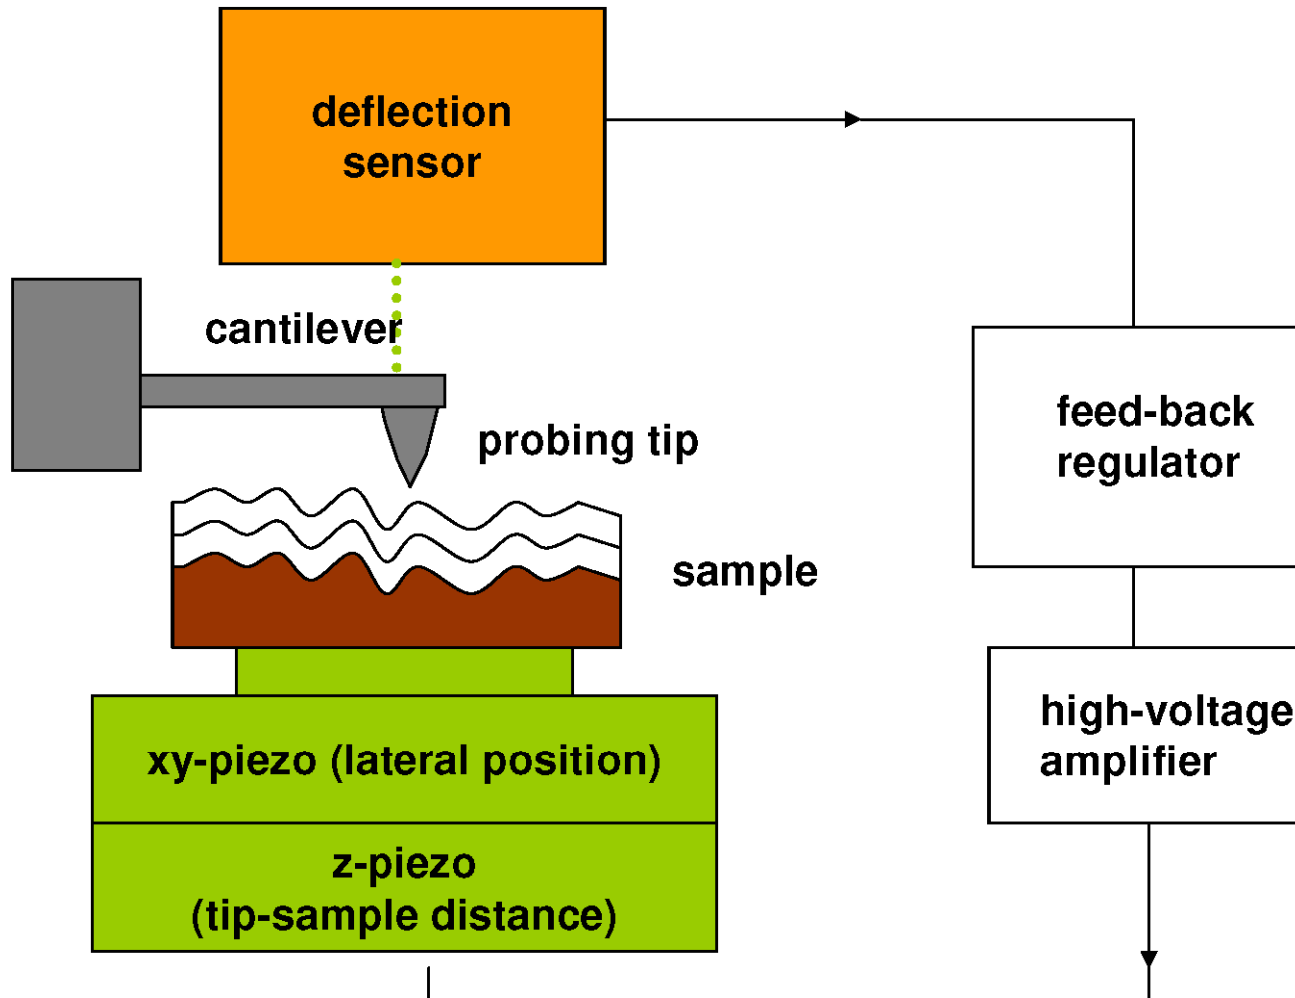 deflection
sensor
cantilever
probing tip
feed-back
regulator
sample
high-voltage
amplifier
xy-piezo (lateral position)
z-piezo
(tip-sample distance)